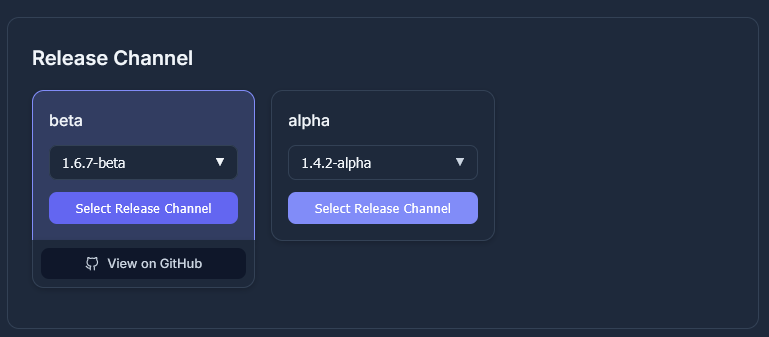 Release Channel
beta
alpha
1.6.7-beta
1.4.2-alpha
Select Release Channel
Select Release Channel
View on GitHub